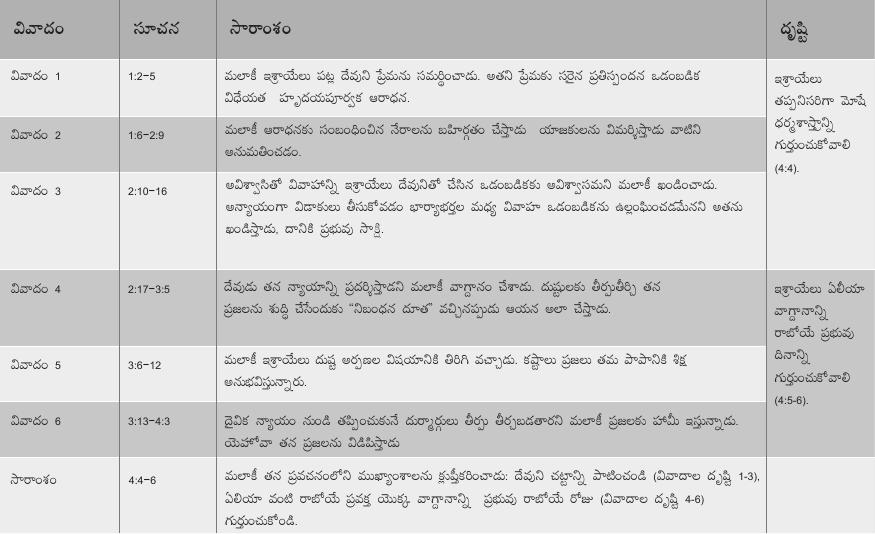 వివాదం సూచన సారాంశం దృష్టి
వివాదం 1 1:2–5 మలాకీ ఇశ్రాయేలు పట్ల దేవుని ప్రేమను సమర్థించాడు. అతని ప్రేమకు సరైన ప్రతిస్పందన ఒడంబడిక
విధేయత హృదయపూర్వక ఆరాధన.
వివాదం 2 1:6–2:9 మలాకీ ఆరాధనకు సంబంధించిన నేరాలను బహిర్గతం చేస్తాడు యాజకులను విమర్శిస్తాడు వాటిని
అనుమతించడం.
వివాదం 3 2:10–16 అవిశ్వాసితో వివాహాన్ని ఇశ్రాయేలు దేవునితో చేసిన ఒడంబడికకు అవిశ్వాసమని మలాకీ ఖండించాడు.
అన్యాయంగా విడాకులు తీసుకోవడం భార్యాభర్తల మధ్య వివాహ ఒడంబడికను ఉల్లంఘించడమేనని అతను
ఖండిస్తాడు, దానికి ప్రభువు సాక్షి.
ఇశ్రాయేలు
తప్పనిసరిగా మోషే
ధర్మశాస్త్రాన్ని
గుర్తుంచుకోవాలి
(4:4).
వివాదం 4 2:17–3:5 దేవుడు తన న్యాయాన్ని ప్రదర్శిస్తాడని మలాకీ వాగ్దానం చేశాడు. దుష్టులకు తీర్పుతీర్చి తన
ప్రజలను శుద్ధి చేసేందుకు "నిబంధన దూత" వచ్చినప్పుడు ఆయన అలా చేస్తాడు.
వివాదం 5 3:6–12 మలాకీ ఇశ్రాయేలు దుష్ట అర్పణల విషయానికి తిరిగి వచ్చాడు. కష్టాలు ప్రజలు తమ పాపానికి శిక్ష
అనుభవిస్తున్నారు.
వివాదం 6 3:13–4:3 దైవిక న్యాయం నుండి తప్పించుకునే దుర్మార్గులు తీర్పు తీర్చబడతారని మలాకీ ప్రజలకు హామీ ఇస్తున్నాడు.
యెహోవా తన ప్రజలను విడిపిస్తాడు
ఇశ్రాయేలు ఏలీయా
వాగ్దానాన్ని
రాబోయే ప్రభువు
దినాన్ని
గుర్తుంచుకోవాలి
(4:5-6).
సారాంశం 4:4–6 మలాకీ తన ప్రవచనంలోని ముఖ్యాంశాలను క్లుప్తీకరించాడు: దేవుని చట్టాన్ని పాటించండి (వివాదాల దృష్టి 1-3),
ఏలియా వంటి రాబోయే ప్రవక్త యొక్క వాగ్దానాన్ని ప్రభువు రాబోయే రోజు (వివాదాల దృష్టి 4-6)
గుర్తుంచుకోండి.